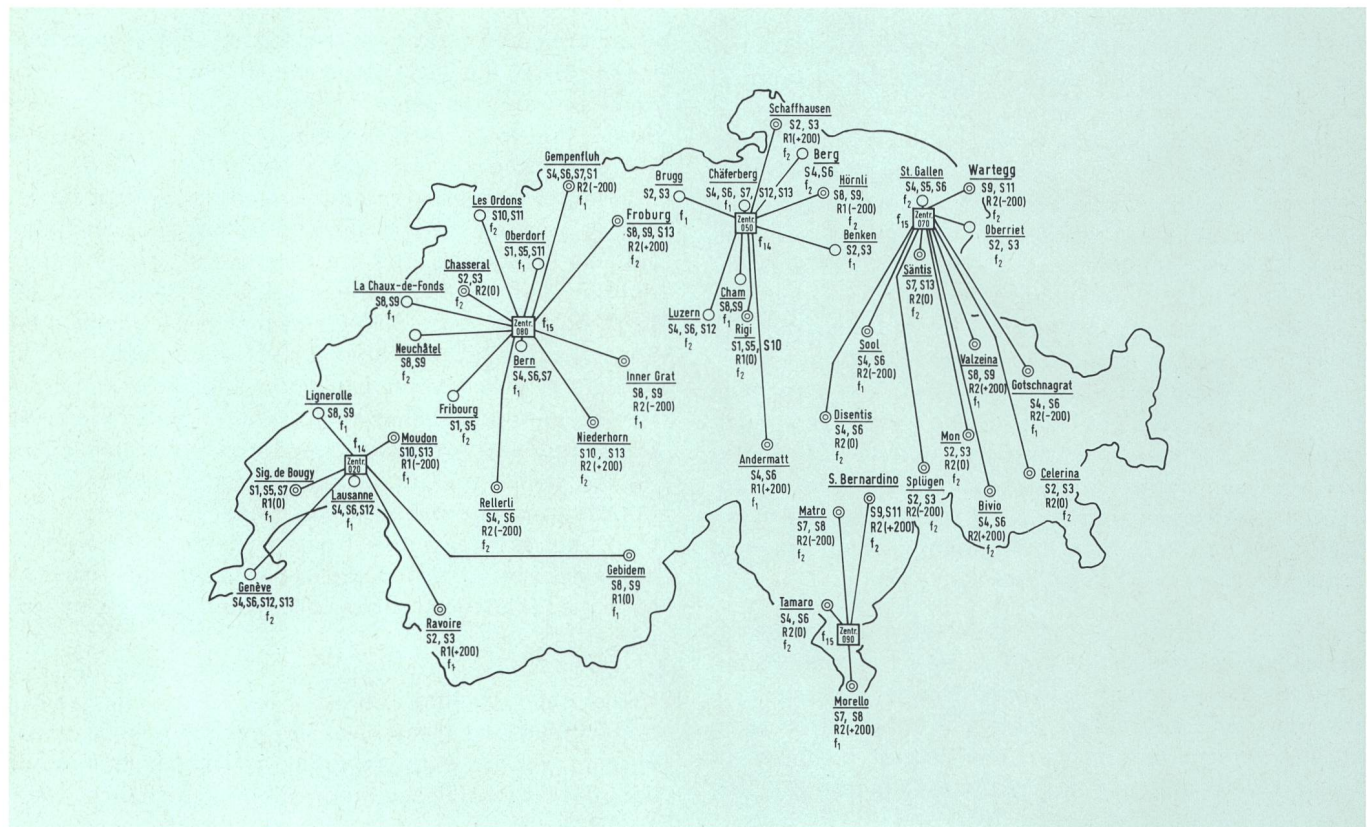 Schaffhausen
S2, S3
R1(+200)
f2
Berg
S4,S6
f2
Gempenfluh
S4,S6,S7,S1
R2(-200)
f1
Brugg
S2, S3
f1
Chäferberg
S4, S6, S7, S12, S13
f1
Hörnli
S8, S9,
R1(-200)
f2
St. Gallen
S4, S5, S6
f2
Wartegg
S9, S11
R2(-200)
f2
Les Ordons
S10,S11
f2
Froburg
S8, S9, S13
R2(+200)
f2
Zentr.
050
f14
Benken
S2,S3
f1
f15
Zentr.
070
Oberriet
S2, S3
f2
Oberdorf
S1, S5,S11
f1
Chasseral
S2,S3
R2(0)
f2
Säntis
S7, S13
R2(0)
f2
La Chaux-de-Fonds
S8,S9
f1
Zentr.
080
f15
Cham
S8,S9
f1
Luzern
S4, S6, S12
f2
Rigi
S1,S5, S10
R1(0)
f2
Neuchâtel
S8,S9
f2
Bern
S4,S6,S7
f1
Sool
S4, S6
R2(-200)
f1
Valzeina
S8, S9
R2(+200)
f1
Inner Grat
S8, S9
R2(-200)
f1
Gotschnagrat
S4, S6
R2(-200)
f1
Lignerolle
S8, S9
f1
Fribourg
S1, S5
f2
Disentis
S4, S6
R2(0)
f2
Niederhorn
S10, S13
R2(+200)
f2
Mon
S2, S3
R2(0)
f2
f14
Zentr.
020
Moudon
S10, S13
R1(-200)
f1
Andermatt
S4, S6
R1(+200)
f1
Sig. de Bougy
S1, S5,S7
R1(0)
f1
Lausanne
S4, S6,S12
f1
Celerina
S2, S3
R2(0)
f2
S. Bernardino
S9,S11
R2(+200)
f2
Splügen
S2, S3
R2(-200)
f2
Rellerli
S4, S6
R2(-200)
f2
Matro
S7, S8
R2(-200)
f2
Bivio
S4, S6
R2(+200)
f2
Gebidem
S8, S9
R1(0)
f1
Genève
S4,S6,S12,S13
f2
Ravoire
S2, S3
R1(+200)
f1
Tamaro
S4, S6
R2(0)
f2
f15
Zentr.
090
Morello
S7, S8
R2(+200)
f1